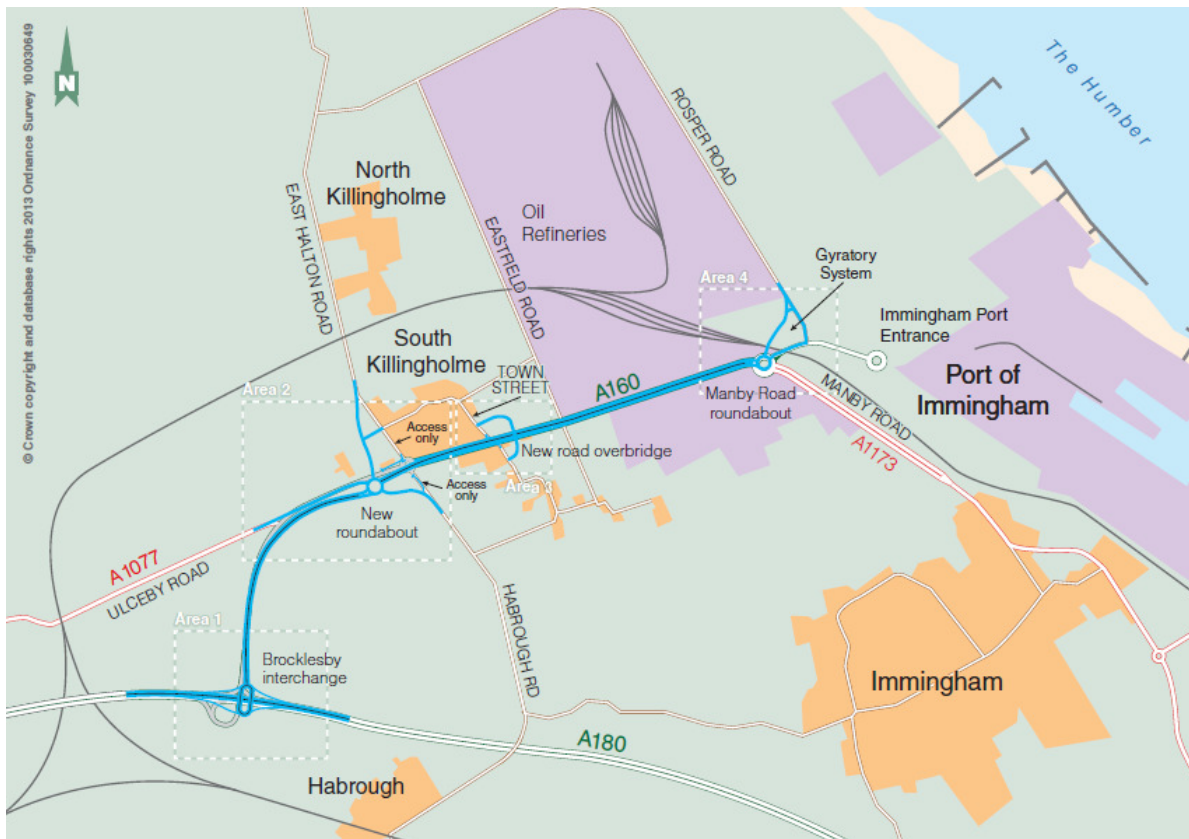 © Crown copyright and database rights 2013 Ordnance Survey 100030649
N
The Humber
ROSPER ROAD
North
Killingholme
EAST HALTON ROAD
Oil
Refineries
EASTREILD ROAD
Gyratory
System
Area 4
Immingham Port
Entrance
South
Killingholme
TOWN
STREET
A160
Manby Road
roundabout
MANBY ROAD
A1173
Port of
Immingham
Area 2
Access
only
New road overbridge
Area 3
Access
only
New
roundabout
A1077
ULCEBY ROAD
Area 1
Brocklesby
interchange
HABROUGH RD
Immingham
A180
Habrough